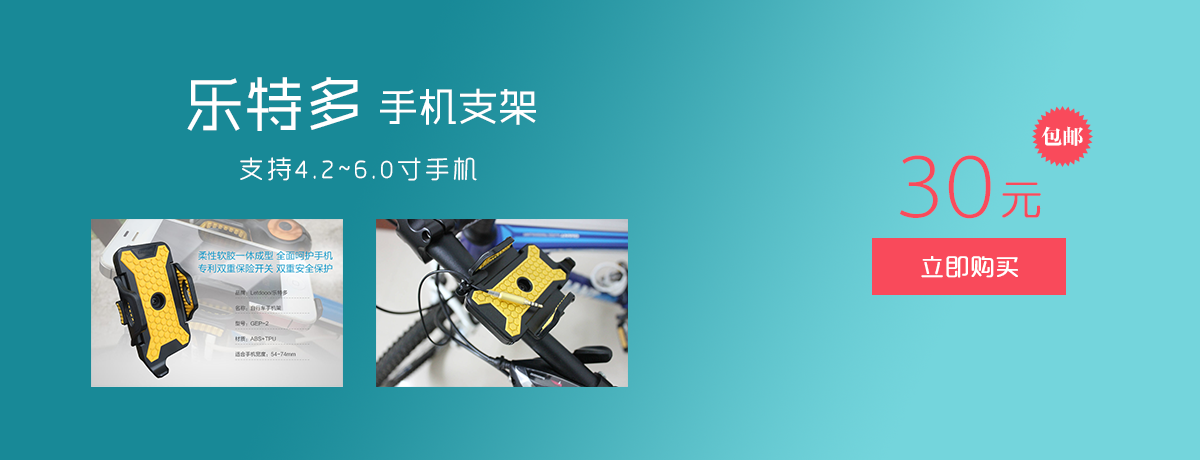 乐特多 手机支架
支持4.2~6.0寸手机
柔性软胶一体成型 全面呵护手机
专利双重保险开关 双重安全保护
品牌：Letdooo/乐特多
名称：自行车手机架
型号：GEP-2
材质：ABS+TPU
适合手机宽度：54-74mm
包邮
30元
立即购买